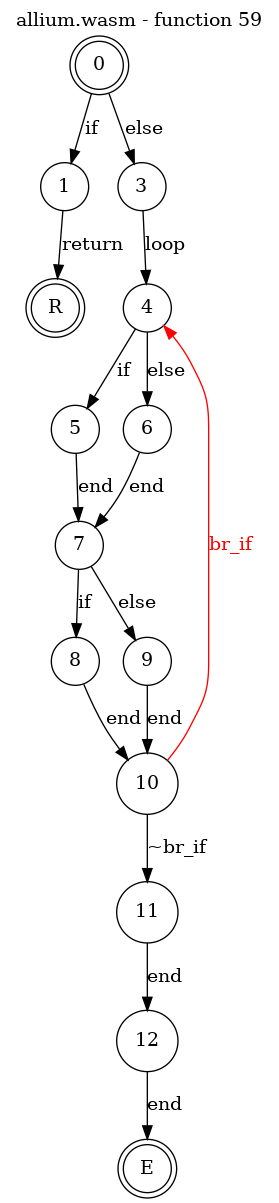 allium.wasm - function 59
0
if
else
1
3
return
loop
R
4
if
else
5
6
end
end
7
if
else
br_if
8
9
end
end
10
~br_if
11
end
12
end
E